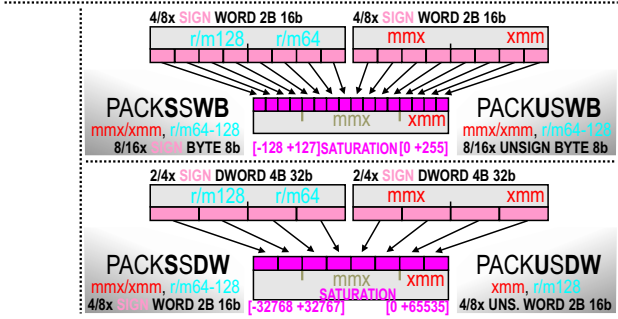 4/8x SIGN WORD 2B 16b
4/8x SIGN WORD 2B 16b
r/m128 r/m64
mmx xmm
PACKSSWB
mmx/xmm, r/m64-128
8/16x SIGN BYTE 8b
mmx xmm
[-128 +127]SATURATION[0 +255]
PACKUSWB
mmx/xmm, r/m64-128
8/16x UNSIGN BYTE 8b
2/4x SIGN DWORD 4B 32b
2/4x SIGN DWORD 4B 32b
r/m128 r/m64
mmx xmm
PACKSSDW
mmx/xmm, r/m64-128
4/8x SIGN WORD 2B 16b
mmx xmm
SATURATION
[-32768 +32767] [0 +65535]
PACKUSDW
xmm, r/m128
4/8x UNS. WORD 2B 16b